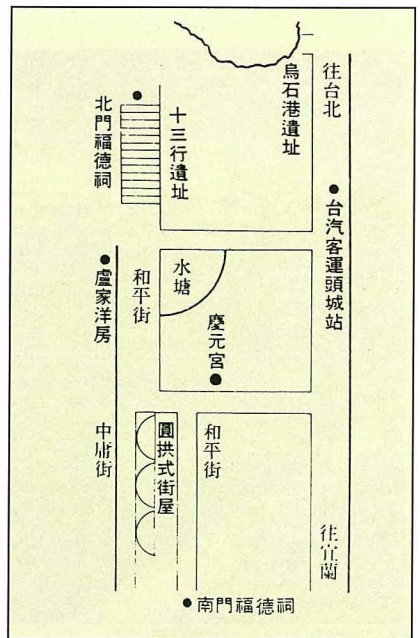 往台北
烏石港遺址
十三行遺址
北門福德祠
台汽客運頭城站
水塘
和平街
盧家洋房
慶元宮
中庸街
圓拱式街屋
和平街
往宜蘭
南門福德祠